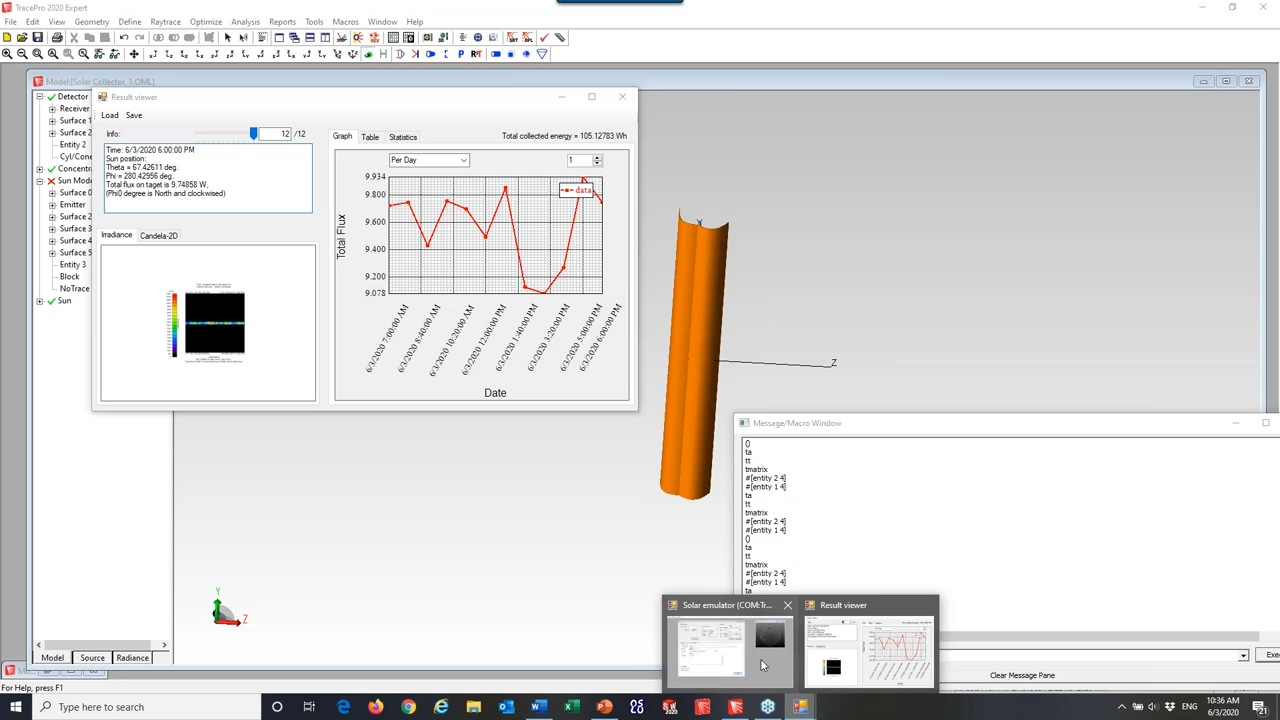 TracePro 2020 Expert
File Edit View Geometry Define Raytrace Optimize Analysis Reports Tools Macros Window Help
Model:[Solar Collector, 1.OML]
Detector
Receiver
Surface 1
Surface 2
Entity 2
Cyl/Cone
Concentra
Sun Mode
Surface 0
Emitter
Surface 2
Surface 3
Surface 4
Surface 5
Entity 3
Block
NoTrace
Sun
Result viewer
Load Save
Info: 12 /12
Time: 6/3/2020 6:00:00 PM
Sun position:
Theta = 67.42611 deg.
Phi = 280.42956 deg.
Total flux on taget is 9.74858 W,
(Phi0 degree is North and clockwised)
Irradiance Candela-2D
Graph Table Statistics Total collected energy = 105.12783 Wh
Per Day 1
data
9.934
9.800
9.600
9.400
9.200
9.078
Total Flux
6/3/2020 7:00:00 AM
6/3/2020 8:40:00 AM
6/3/2020 10:20:00 AM
6/3/2020 12:00:00 PM
6/3/2020 1:40:00 PM
6/3/2020 3:20:00 PM
6/3/2020 5:00:00 PM
6/3/2020 6:00:00 PM
Date
Y
Z
Y
Z
Message/Macro Window
()
ta
tt
tmatrix
#[entity 2 4]
#[entity 1 4]
ta
tt
tmatrix
#[entity 2 4]
#[entity 1 4]
()
ta
tt
tmatrix
#[entity 2 4]
#[entity 1 4]
ta
Exec
Clear Message Pane
Solar emulator (COM:Tr...
Result viewer
Model Source Radiance
For Help, press F1
Type here to search
10:36 AM
6/3/2020